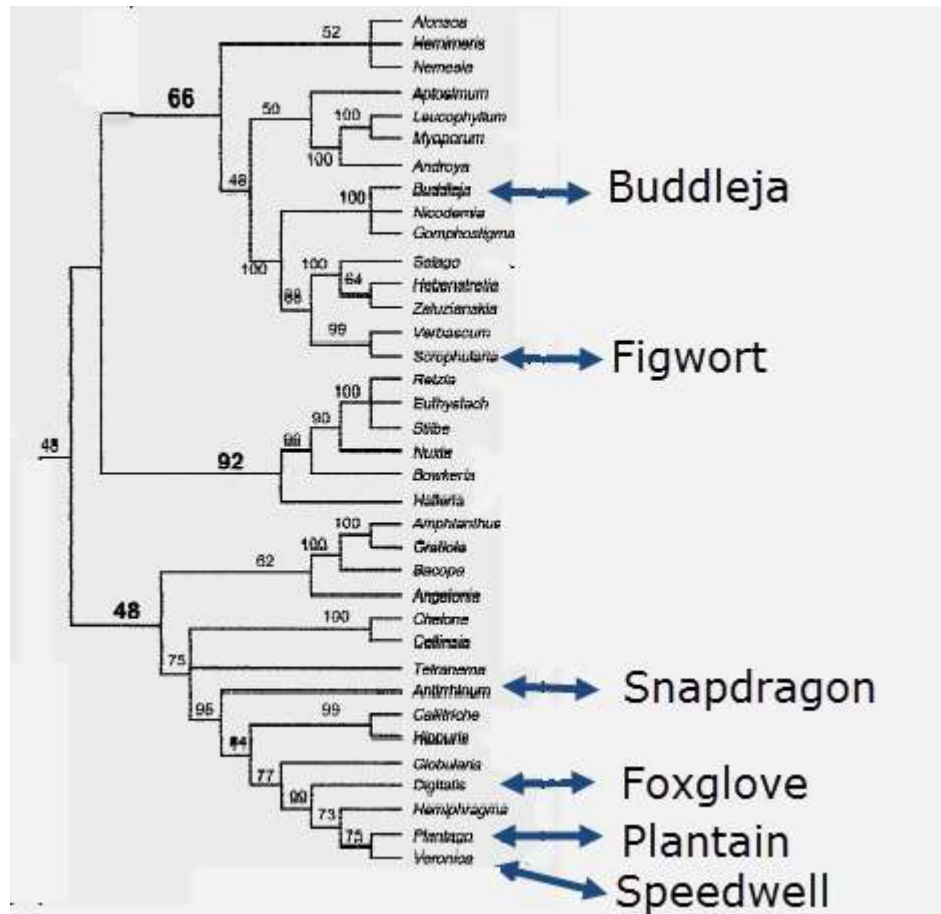 52
Alonsoa
Hemimeris
Nemesia
66
50
Aptosimum
100
Leucophyllum
Myoporum
100
Androya
48
100
Buddleja
Buddleja
Nicodemia
Gomphostigma
100
100
Selago
64
Hebenstretia
88
Zaluzianskia
99
Verbascum
Scrophularia
Figwort
Retzia
100
Euthystach
90
Stilbe
99
Nuxia
92
Bowkeria
Halleria
48
100
Amphianthus
100
Gratiola
62
Bacopa
Angelonia
48
100
Chelone
Collinsia
75
Tetranema
Antirrhinum
Snapdragon
95
99
Callitriche
Hippuris
Globularia
77
Digitalis
Foxglove
99
73
Hemiphragma
75
Plantago
Plantain
Veronica
Speedwell